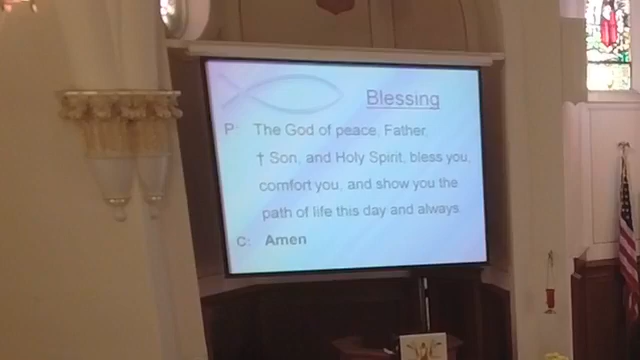 Blessing
P: The God of peace, Father,
† Son, and Holy Spirit, bless you,
comfort you, and show you the
path of life this day and always.
C: Amen